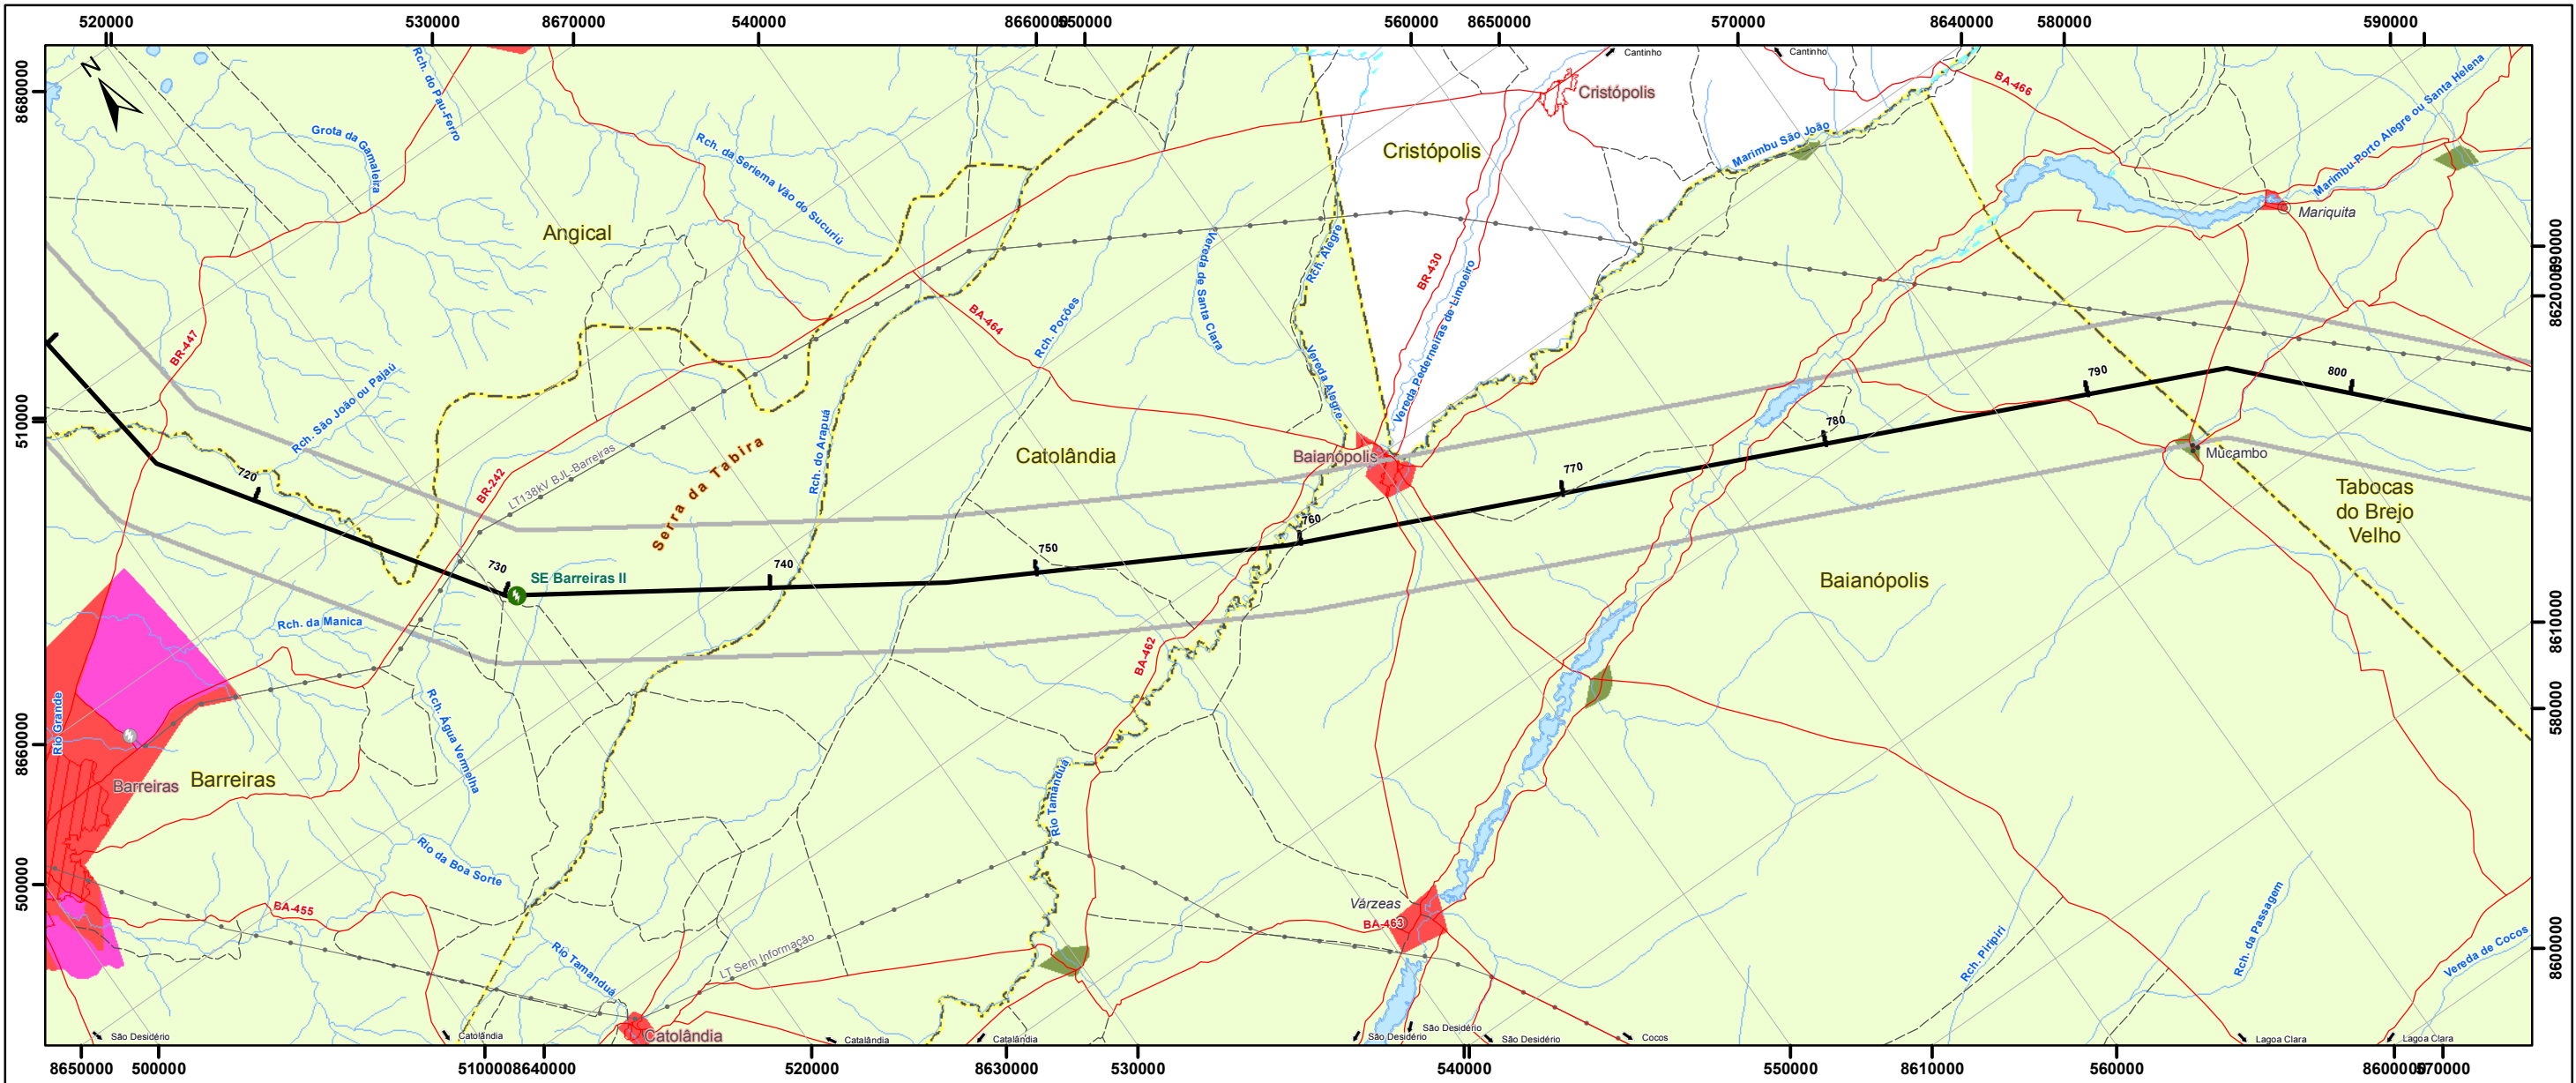 520000
530000
8670000
540000
8660000
550000
560000
8650000
570000
8640000
580000
590000
Cantinho
Cantinho
N
Rch. do Pau-Ferro
BA-466
Marimbu Porto Alegre ou Santa Helena
8680000
Cristópolis
Grota da Gamaleira
Rch. da Seriema Vão do Sucuriú
Marimbu São João
Cristópolis
Mariquita
Angical
Vereda de Santa Clara
Rch. Alegre
BR-430
Vereda Pederneiras de Limoeiro
590000
8620000
BR-447
BA-464
Rch. Poções
Vereda Alegre
790
800
Rch. São João ou Pajaú
510000
780
Rch. do Arapuá
Serra da Tabira
LT138kV BJL-Barreiras
Catolândia
Baianópolis
Mucambo
720
BR-242
770
Tabocas
do Brejo
Velho
760
750
730
740
SE Barreiras II
Baianópolis
8610000
Rch. da Manica
BA-462
Rio Grande
Rch. Água Vermelha
580000
8660000
Barreiras
Barreiras
Rio Tamanduá
Rio da Boa Sorte
500000
BA-455
Várzeas
BA-463
LT Sem Informação
Rio Tamanduá
Rch. Piripiri
Rch. da Passagem
Vereda de Cocos
8600000
Catolândia
São Desidério
Catolândia
Catalândia
Catalândia
São Desidério
São Desidério
São Desidério
Cocos
Lagoa Clara
Lagoa Clara
8650000
500000
510000
8640000
520000
8630000
530000
540000
550000
8610000
560000
8600000
570000